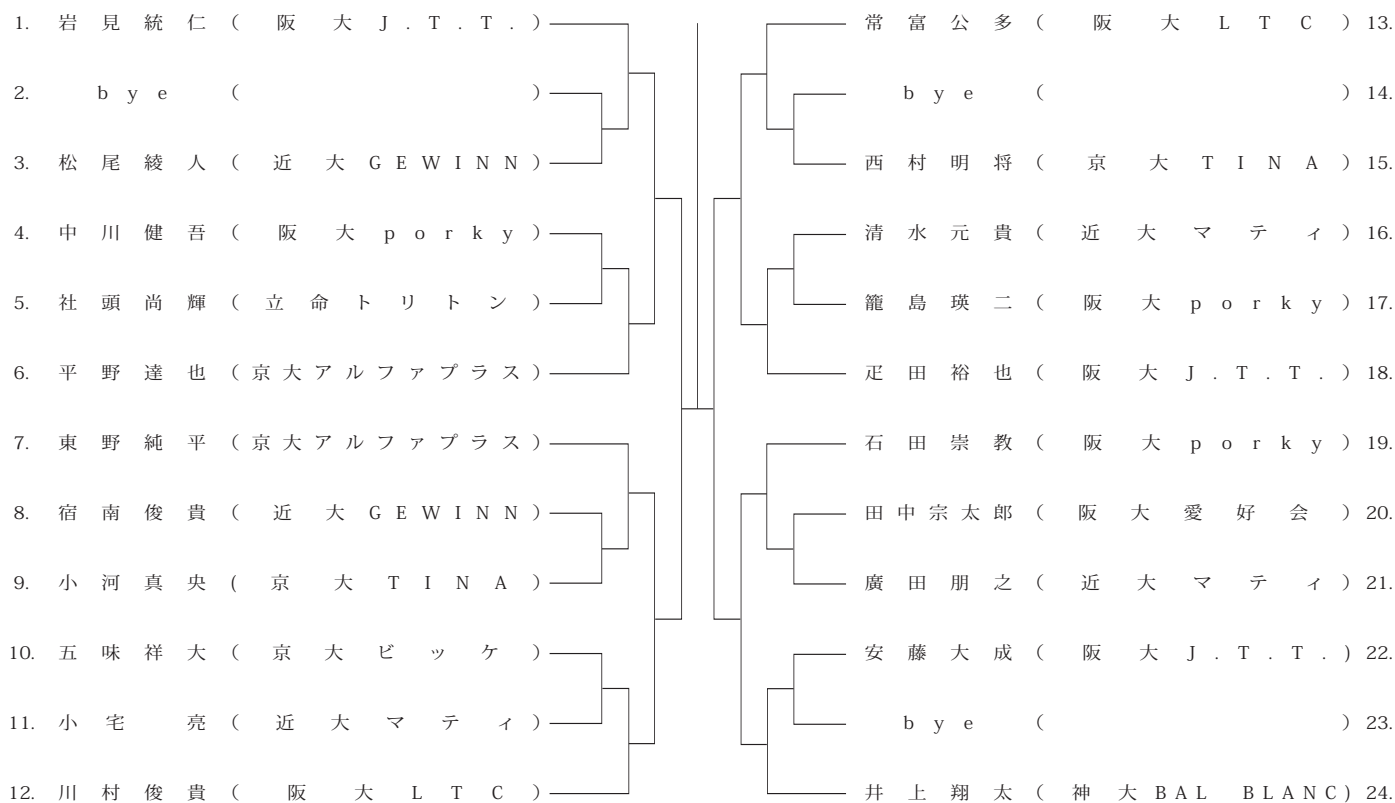 1. 岩見統仁(阪大J.T.T.)
2. bye ( )
3. 松尾綾人(近大GEWINN)
4. 中川健吾(阪大porky)
5. 社頭尚輝(立命トリトン)
6. 平野達也(京大アルファプラス)
7. 東野純平(京大アルファプラス)
8. 宿南俊貴(近大GEWINN)
9. 小河真央(京大TINA)
10. 五味祥大(京大ビッケ)
11. 小宅 亮(近大マティ)
12. 川村俊貴(阪大LTC)
常富公多(阪大LTC)13.
bye ( )14.
西村明将(京大TINA)15.
清水元貴(近大マティ)16.
籠島瑛二(阪大porky)17.
疋田裕也(阪大J.T.T.)18.
石田崇教(阪大porky)19.
田中宗太郎(阪大愛好会)20.
廣田朋之(近大マティ)21.
安藤大成(阪大J.T.T.)22.
bye ( )23.
井上翔太(神大BAL BLANC)24.